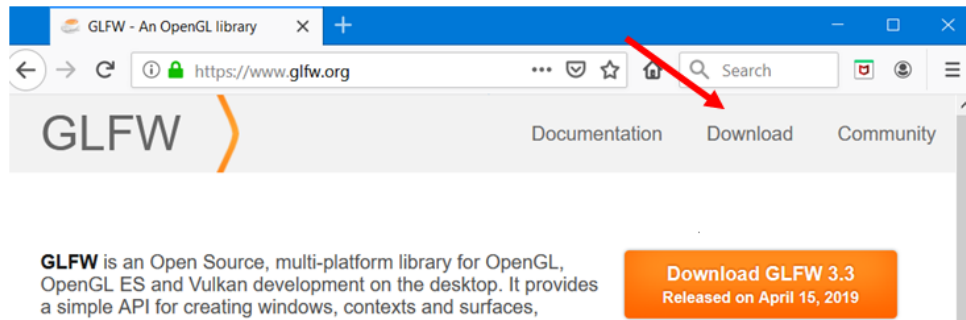 GLFW - An OpenGL library
https://www.glfw.org
Search
GLFW
Documentation Download Community
GLFW is an Open Source, multi-platform library for OpenGL,
OpenGL ES and Vulkan development on the desktop. It provides
a simple API for creating windows, contexts and surfaces,
Download GLFW 3.3
Released on April 15, 2019